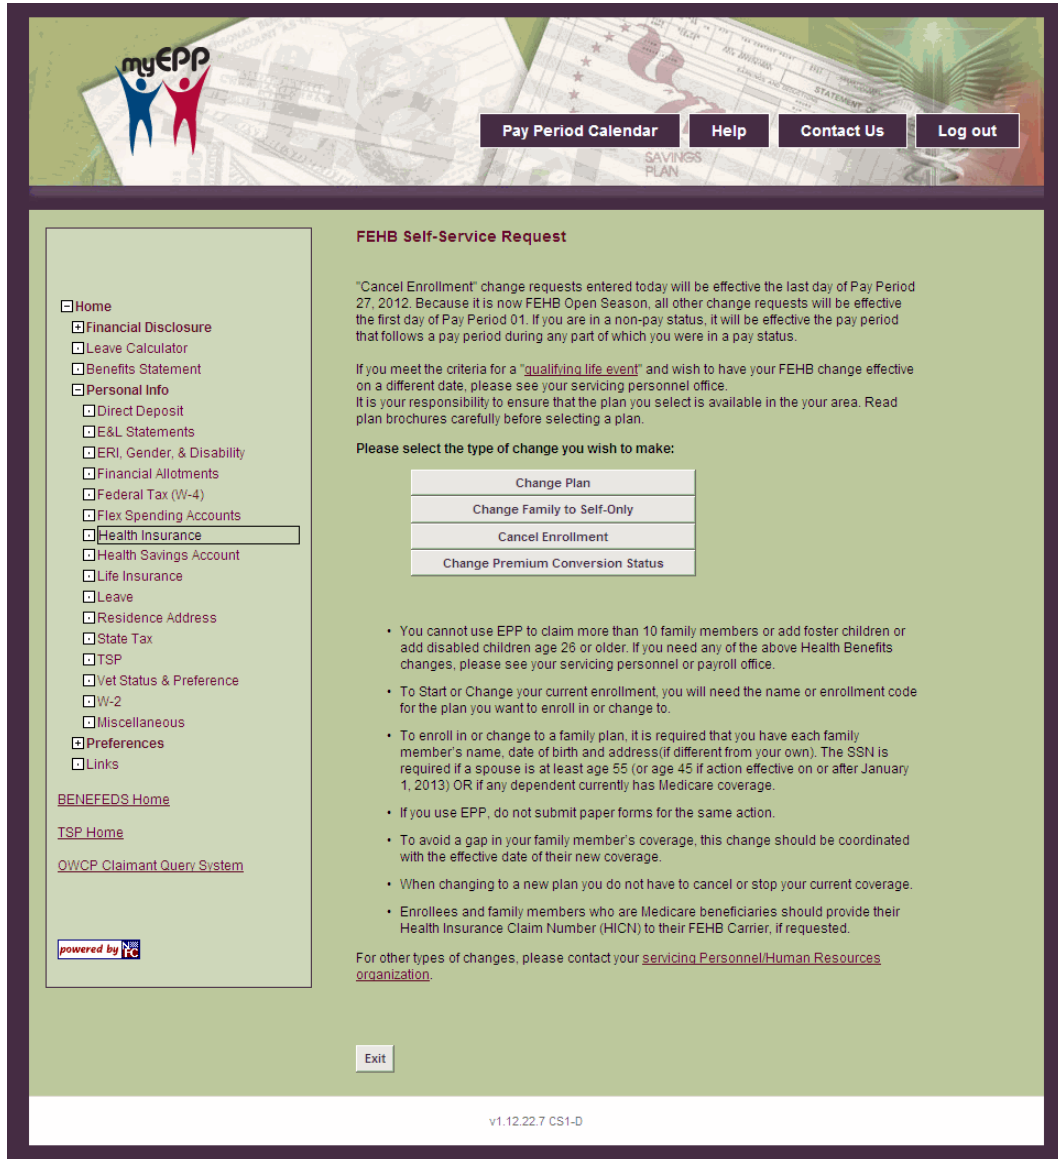 myEPP
Pay Period Calendar
Help
Contact Us
Log out
STATEMENT OF
SAVINGS
PLAN
Home
Financial Disclosure
Leave Calculator
Benefits Statement
Personal Info
Direct Deposit
E&L Statements
ERI, Gender, & Disability
Financial Allotments
Federal Tax (W-4)
Flex Spending Accounts
Health Insurance
Health Savings Account
Life Insurance
Leave
Residence Address
State Tax
TSP
Vet Status & Preference
W-2
Miscellaneous
Preferences
Links
BENEFEDS Home
TSP Home
OWCP Claimant Query System
powered by NFC
FEHB Self-Service Request
"Cancel Enrollment" change requests entered today will be effective the last day of Pay Period
27, 2012. Because it is now FEHB Open Season, all other change requests will be effective
the first day of Pay Period 01. If you are in a non-pay status, it will be effective the pay period
that follows a pay period during any part of which you were in a pay status.
If you meet the criteria for a "qualifying life event" and wish to have your FEHB change effective
on a different date, please see your servicing personnel office.
It is your responsibility to ensure that the plan you select is available in the your area. Read
plan brochures carefully before selecting a plan.
Please select the type of change you wish to make:
Change Plan
Change Family to Self-Only
Cancel Enrollment
Change Premium Conversion Status
• You cannot use EPP to claim more than 10 family members or add foster children or
add disabled children age 26 or older. If you need any of the above Health Benefits
changes, please see your servicing personnel or payroll office.
• To Start or Change your current enrollment, you will need the name or enrollment code
for the plan you want to enroll in or change to.
• To enroll in or change to a family plan, it is required that you have each family
member's name, date of birth and address(if different from your own). The SSN is
required if a spouse is at least age 55 (or age 45 if action effective on or after January
1, 2013) OR if any dependent currently has Medicare coverage.
• If you use EPP, do not submit paper forms for the same action.
• To avoid a gap in your family member's coverage, this change should be coordinated
with the effective date of their new coverage.
• When changing to a new plan you do not have to cancel or stop your current coverage.
• Enrollees and family members who are Medicare beneficiaries should provide their
Health Insurance Claim Number (HICN) to their FEHB Carrier, if requested.
For other types of changes, please contact your servicing Personnel/Human Resources
organization.
Exit
v1.12.22.7 CS1-D